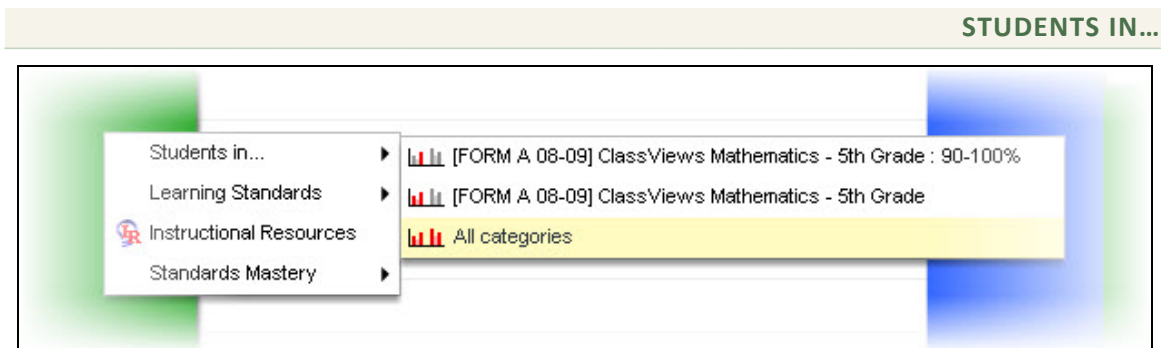 STUDENTS IN…
Students in...
[FORM A 08-09] ClassViews Mathematics - 5th Grade : 90-100%
Learning Standards
[FORM A 08-09] ClassViews Mathematics - 5th Grade
IR Instructional Resources
All categories
Standards Mastery